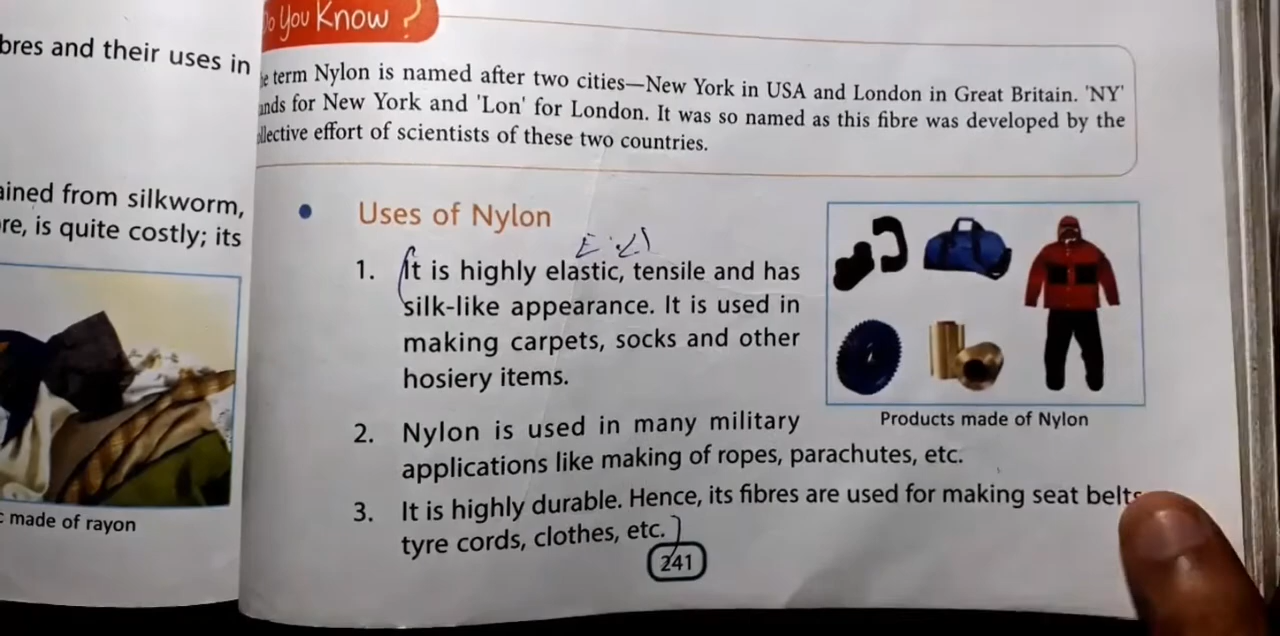 Do You Know ?
bres and their uses in
e term Nylon is named after two cities—New York in USA and London in Great Britain. 'NY'
ands for New York and 'Lon' for London. It was so named as this fibre was developed by the
llective effort of scientists of these two countries.
ained from silkworm,
re, is quite costly; its
made of rayon
• Uses of Nylon
1. It is highly elastic, tensile and has
silk-like appearance. It is used in
making carpets, socks and other
hosiery items.
Products made of Nylon
2. Nylon is used in many military
applications like making of ropes, parachutes, etc.
3. It is highly durable. Hence, its fibres are used for making seat belts
tyre cords, clothes, etc.
241